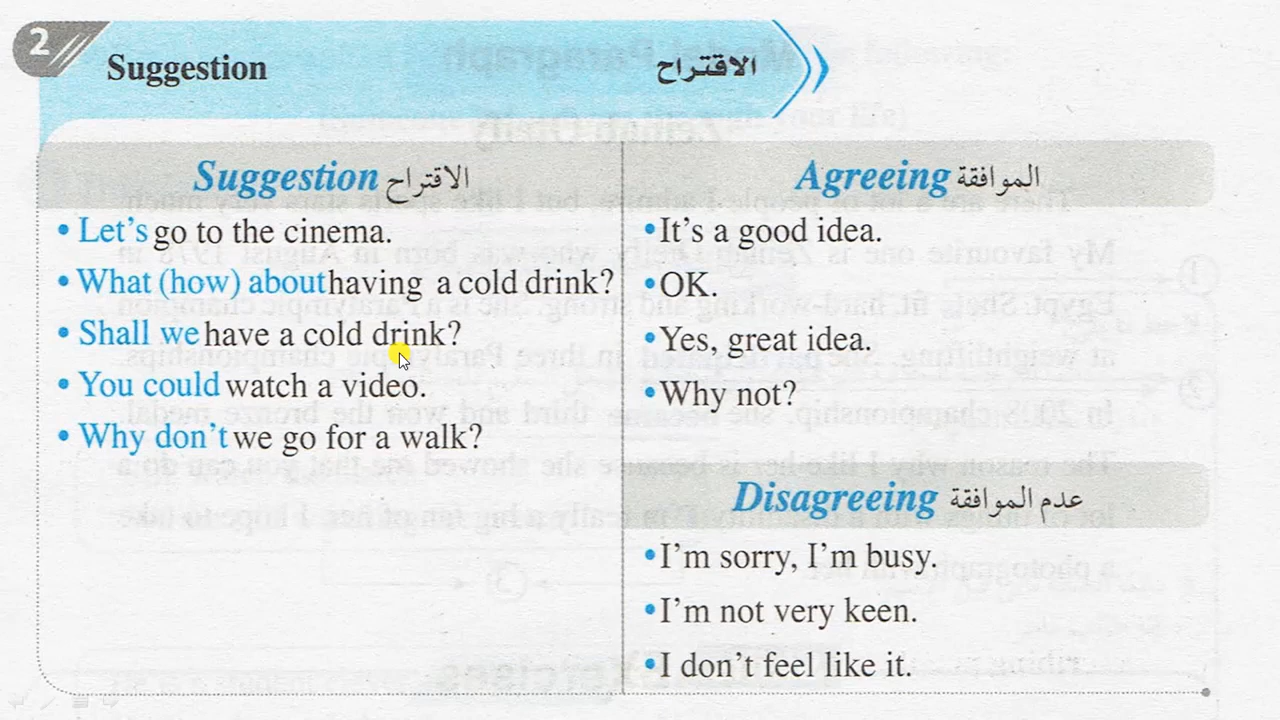 2
Suggestion الاقتراح
Suggestion الاقتراح
• Let's go to the cinema.
• What (how) about having a cold drink?
• Shall we have a cold drink?
• You could watch a video.
• Why don't we go for a walk?
Agreeing الموافقة
• It's a good idea.
• OK.
• Yes, great idea.
• Why not?
Disagreeing عدم الموافقة
• I'm sorry, I'm busy.
• I'm not very keen.
• I don't feel like it.